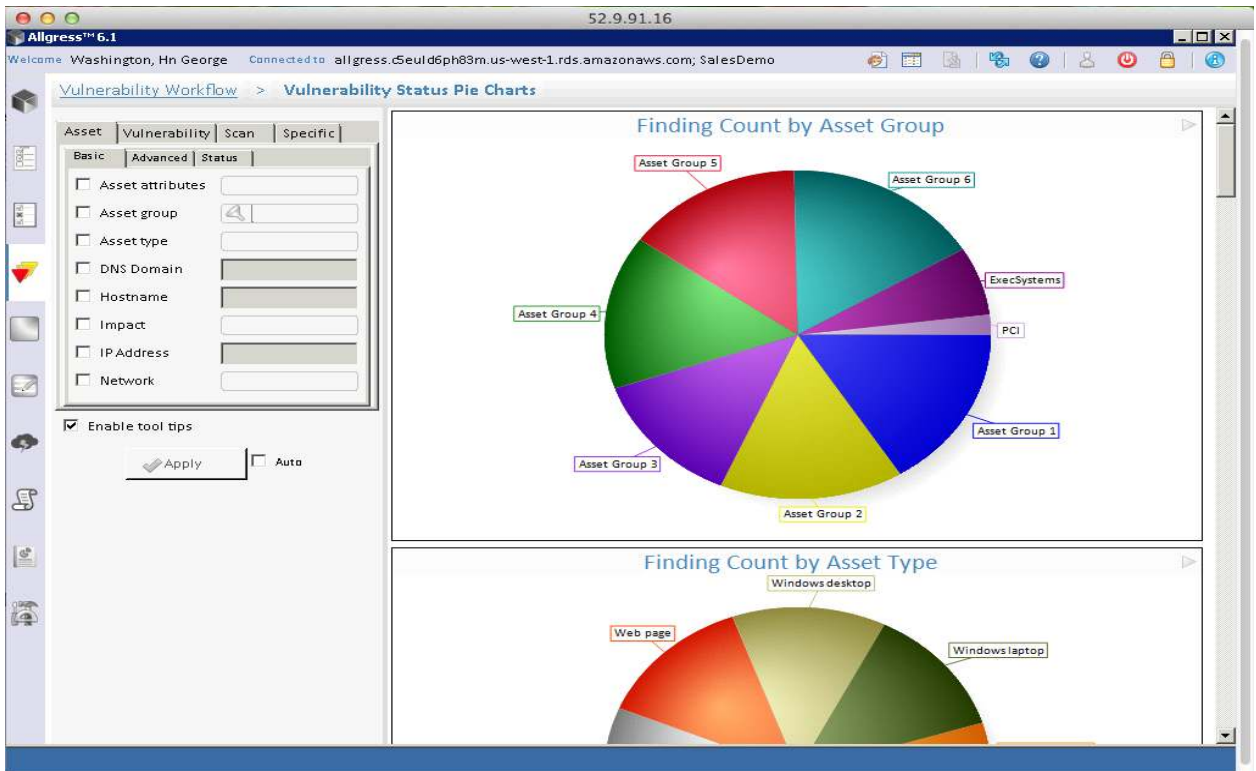 52.9.91.16
Allgress™ 6.1
Welcome Washington, Hn George Connected to allgress.c5euld6ph83m.us-west-1.rds.amazonaws.com; SalesDemo
Vulnerability Workflow > Vulnerability Status Pie Charts
Asset Vulnerability Scan Specific
Basic Advanced Status
Asset attributes
Asset group
Asset type
DNS Domain
Hostname
Impact
IP Address
Network
Enable tool tips
Apply Auto
Finding Count by Asset Group
Asset Group 5
Asset Group 6
ExecSystems
Asset Group 4
PCI
Asset Group 1
Asset Group 3
Asset Group 2
Finding Count by Asset Type
Windows desktop
Web page
Windows laptop